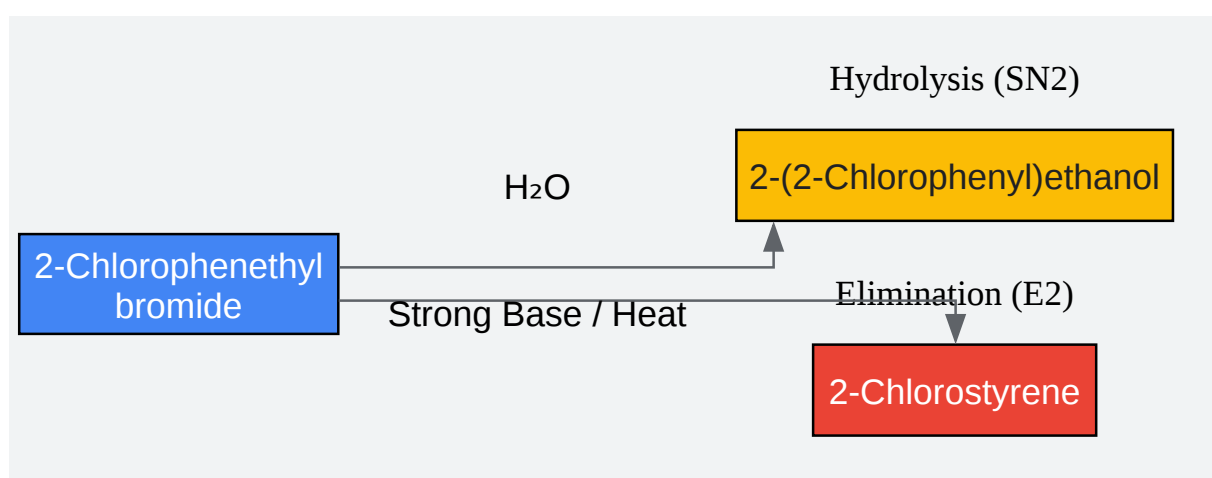 Hydrolysis (SN2)
2-(2-Chlorophenyl)ethanol
H₂O
2-Chlorophenethyl
bromide
Strong Base / Heat
Elimination (E2)
2-Chlorostyrene